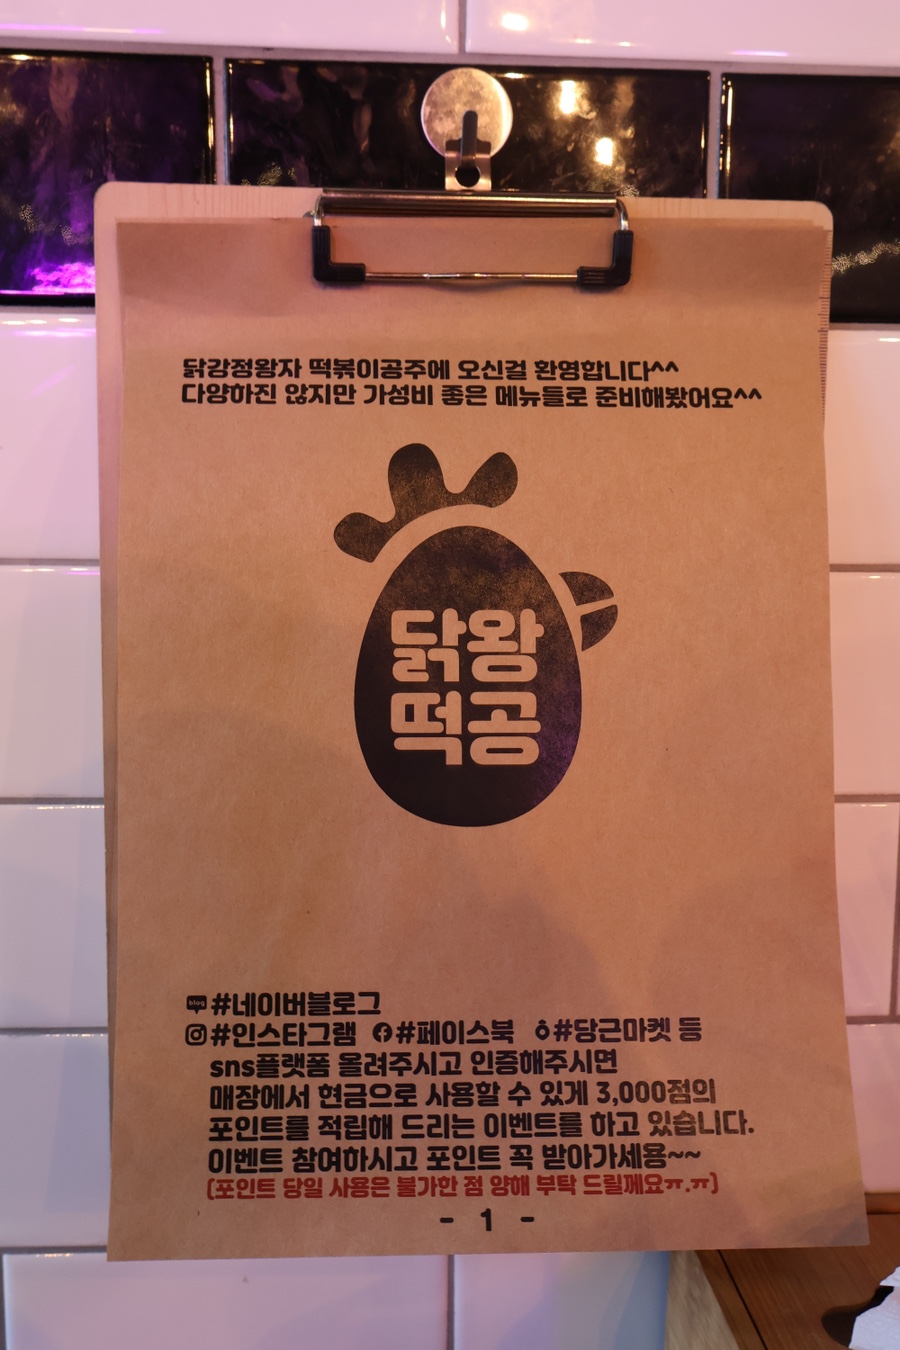 닭강정왕자 떡볶이공주에 오신걸 환영합니다^^
다양하진 않지만 가성비 좋은 메뉴들로 준비해봤어요^^
닭왕
떡공
blog #네이버블로그
#인스타그램 #페이스북 #당근마켓 등
sns플랫폼 올려주시고 인증해주시면
매장에서 현금으로 사용할 수 있게 3,000점의
포인트를 적립해 드리는 이벤트를 하고 있습니다.
이벤트 참여하시고 포인트 꼭 받아가세용~~
(포인트 당일 사용은 불가한 점 양해 부탁 드릴께요ㅠ.ㅠ)
- 1 -